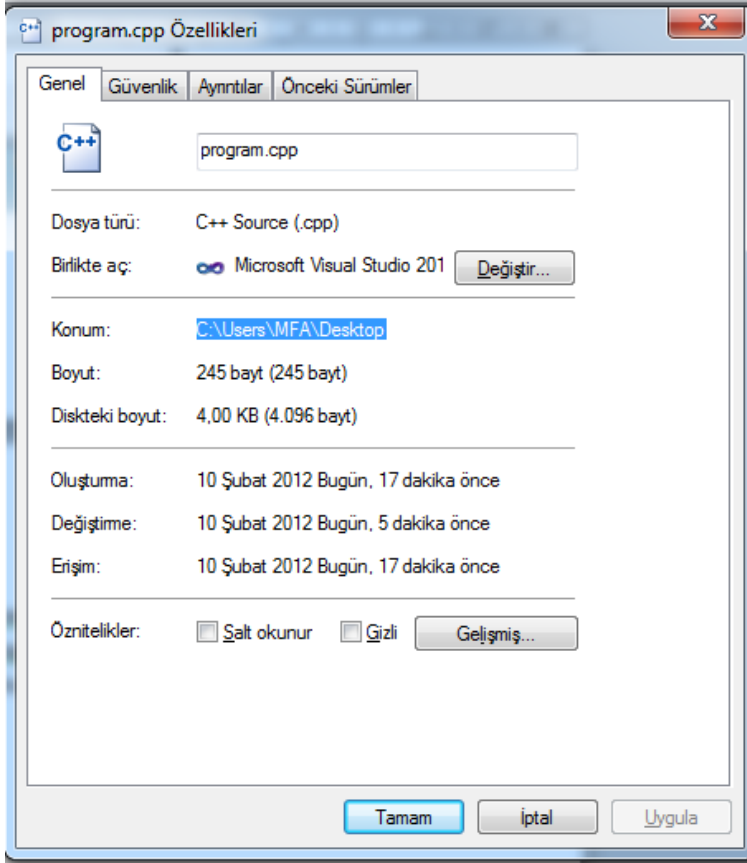 program.cpp Özellikleri
Genel Güvenlik Ayrıntılar Önceki Sürümler
C++
program.cpp
Dosya türü: C++ Source (.cpp)
Birlikte aç: Microsoft Visual Studio 201 Değiştir...
Konum: C:\Users\MFA\Desktop
Boyut: 245 bayt (245 bayt)
Diskteki boyut: 4,00 KB (4.096 bayt)
Oluşturma: 10 Şubat 2012 Bugün, 17 dakika önce
Değiştirme: 10 Şubat 2012 Bugün, 5 dakika önce
Erişim: 10 Şubat 2012 Bugün, 17 dakika önce
Öznitelikler: Salt okunur Gizli Gelişmiş...
Tamam İptal Uygula